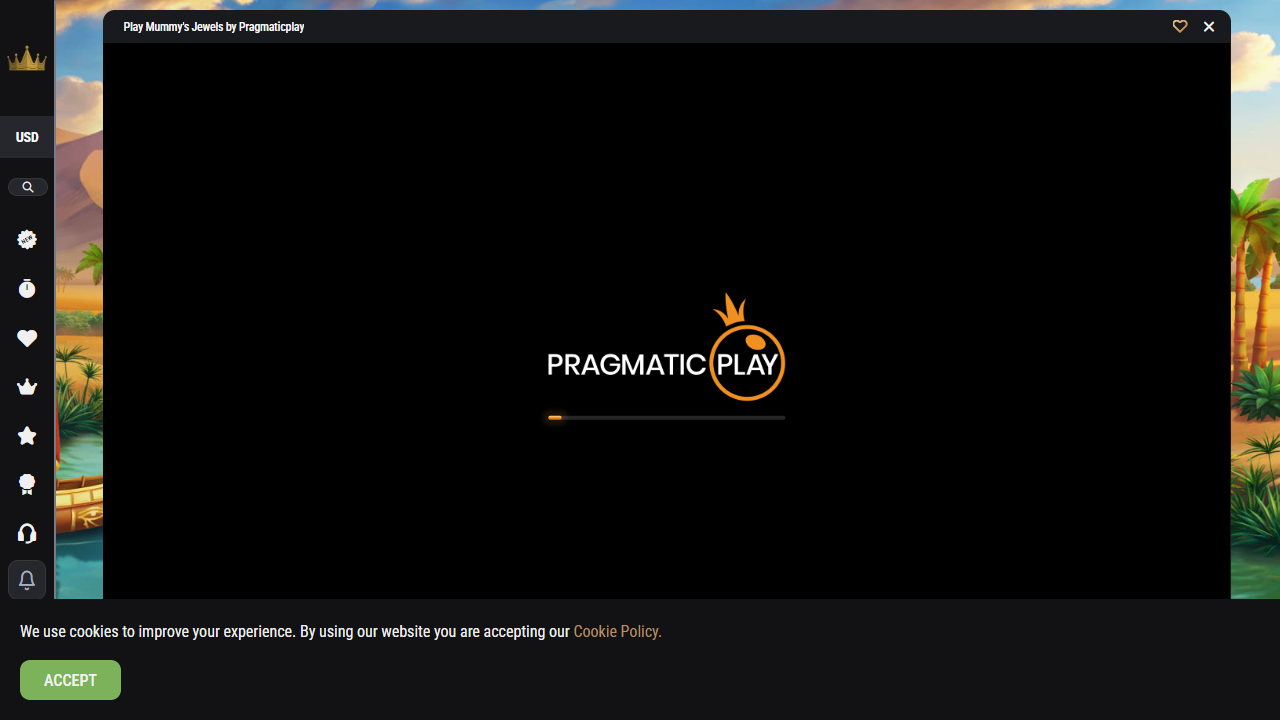 Play Mummy's Jewels by Pragmaticplay
USD
NEW
PRAGMATIC PLAY
We use cookies to improve your experience. By using our website you are accepting our Cookie Policy.
ACCEPT